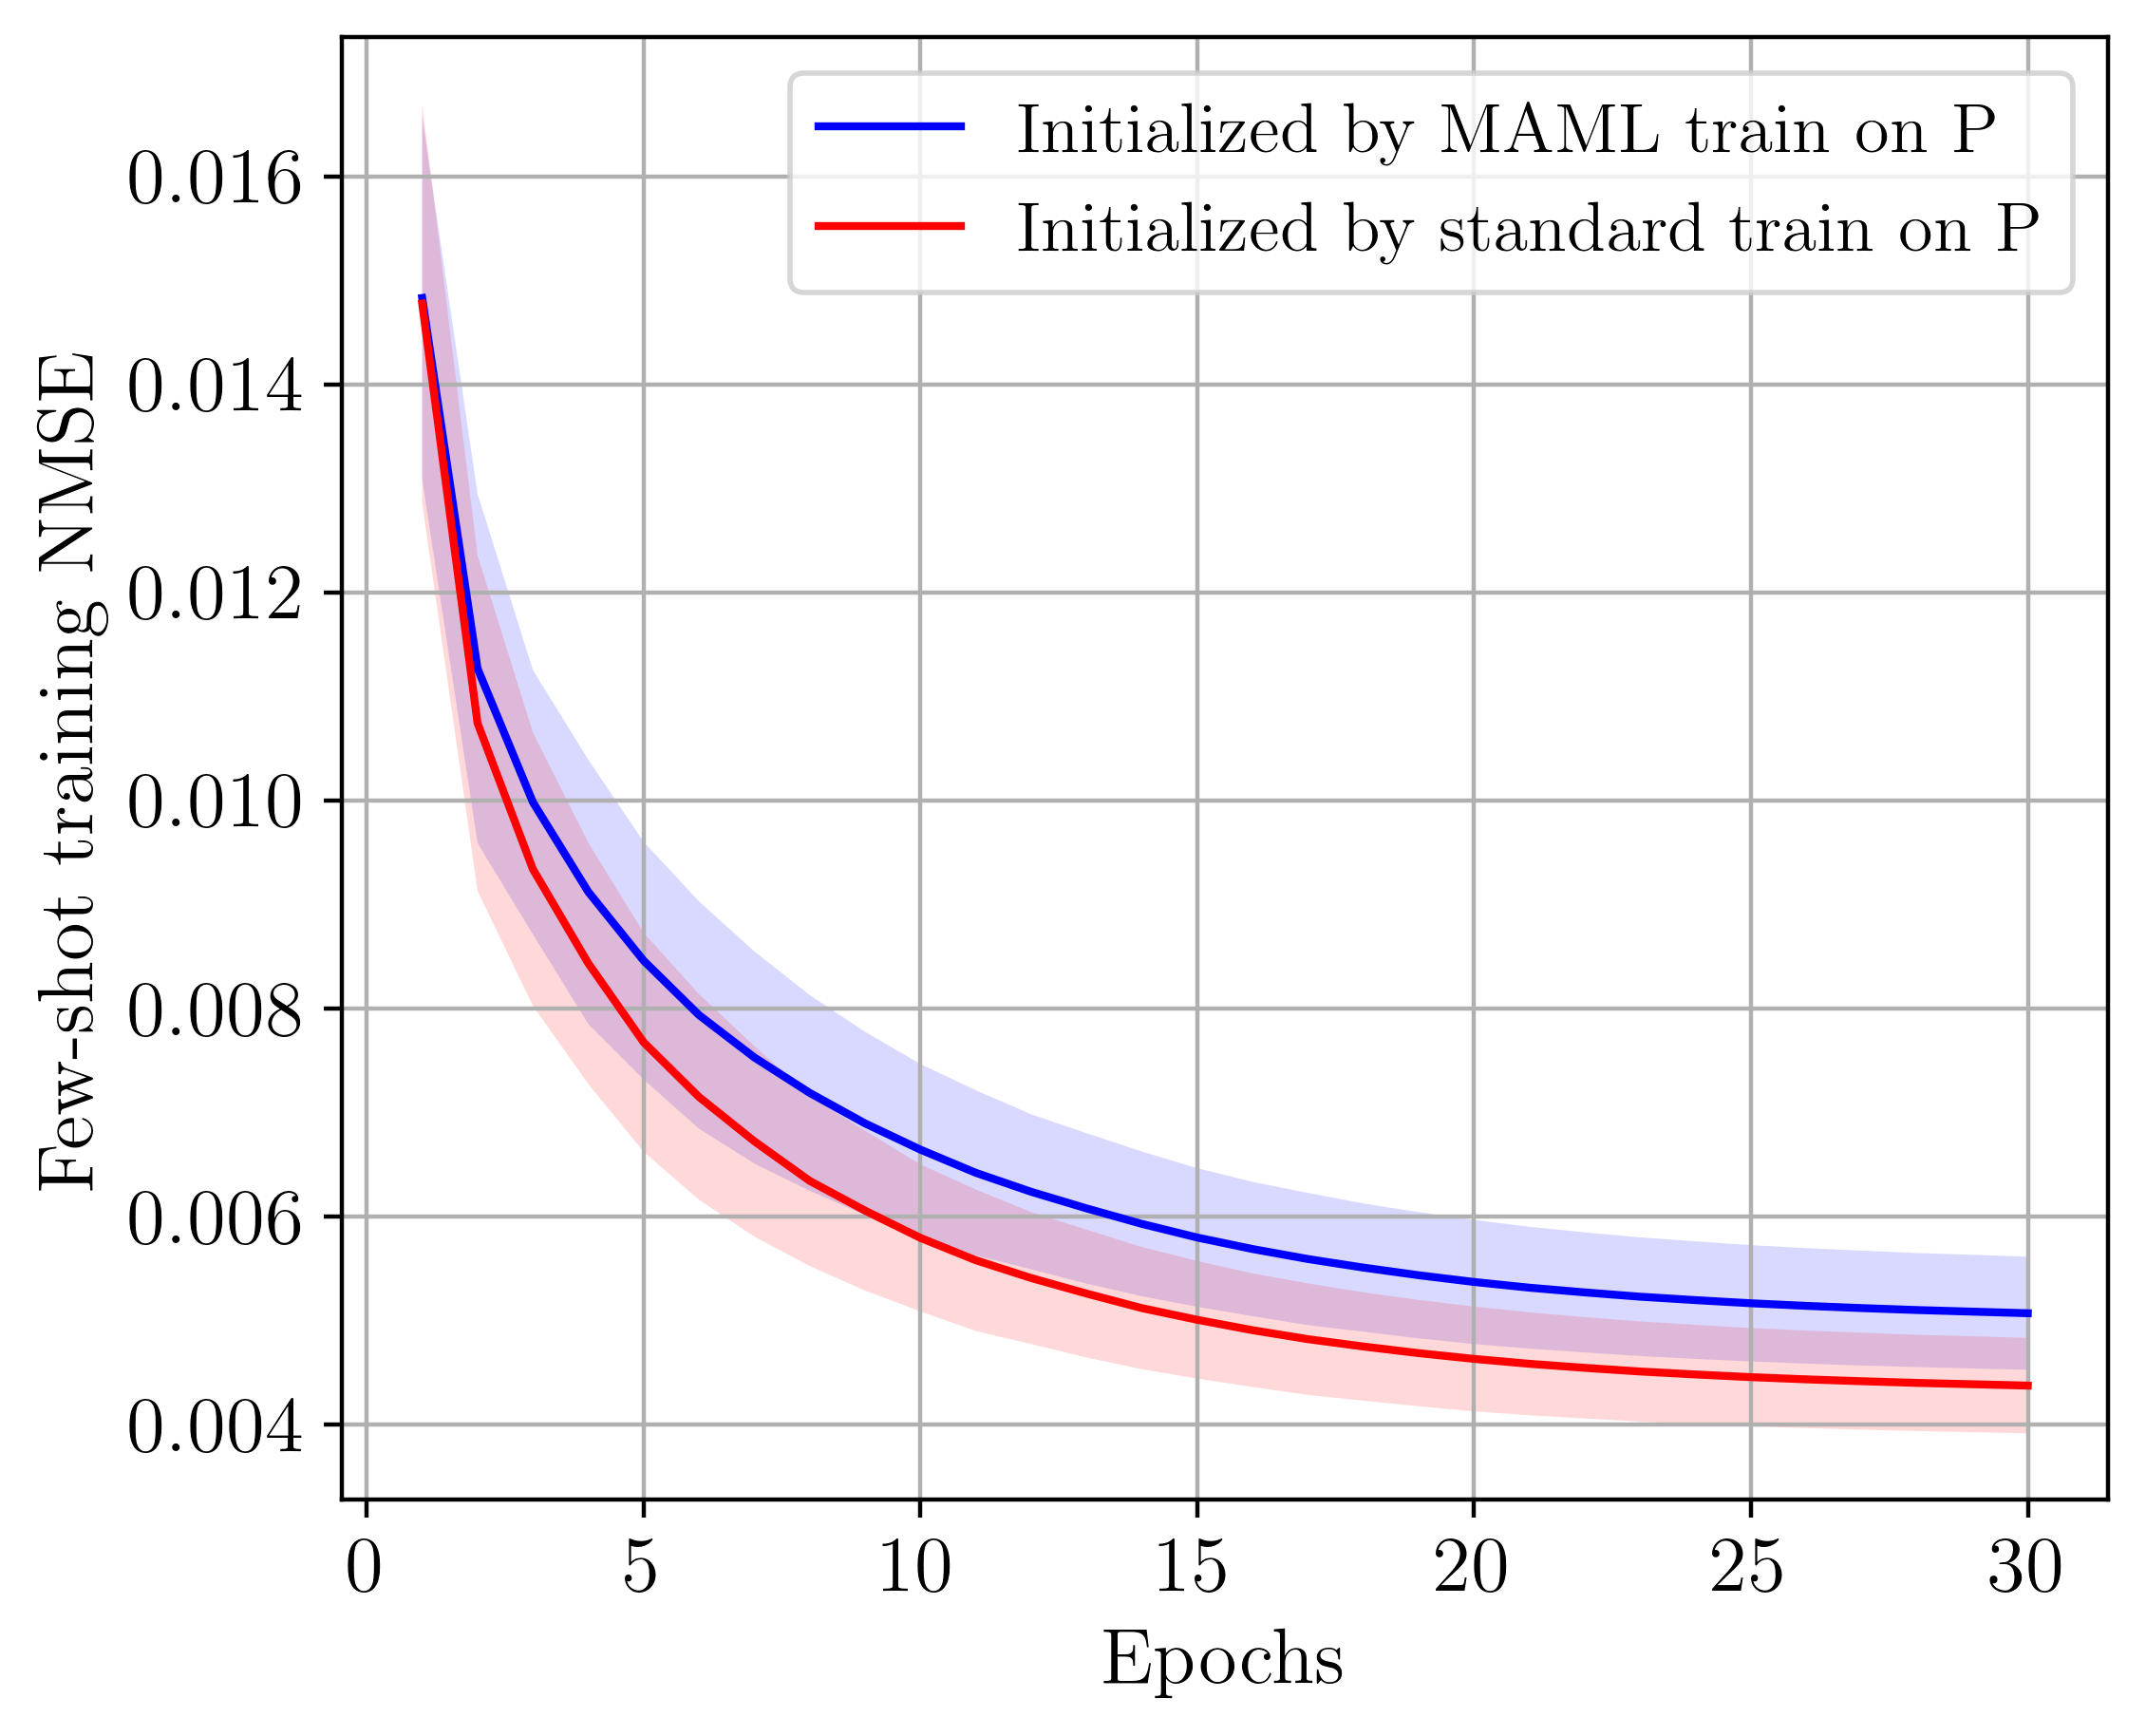 Initialized by MAML train on P
Initialized by standard train on P
Few-shot training NMSE
0.016
0.014
0.012
0.010
0.008
0.006
0.004
0 5 10 15 20 25 30
Epochs